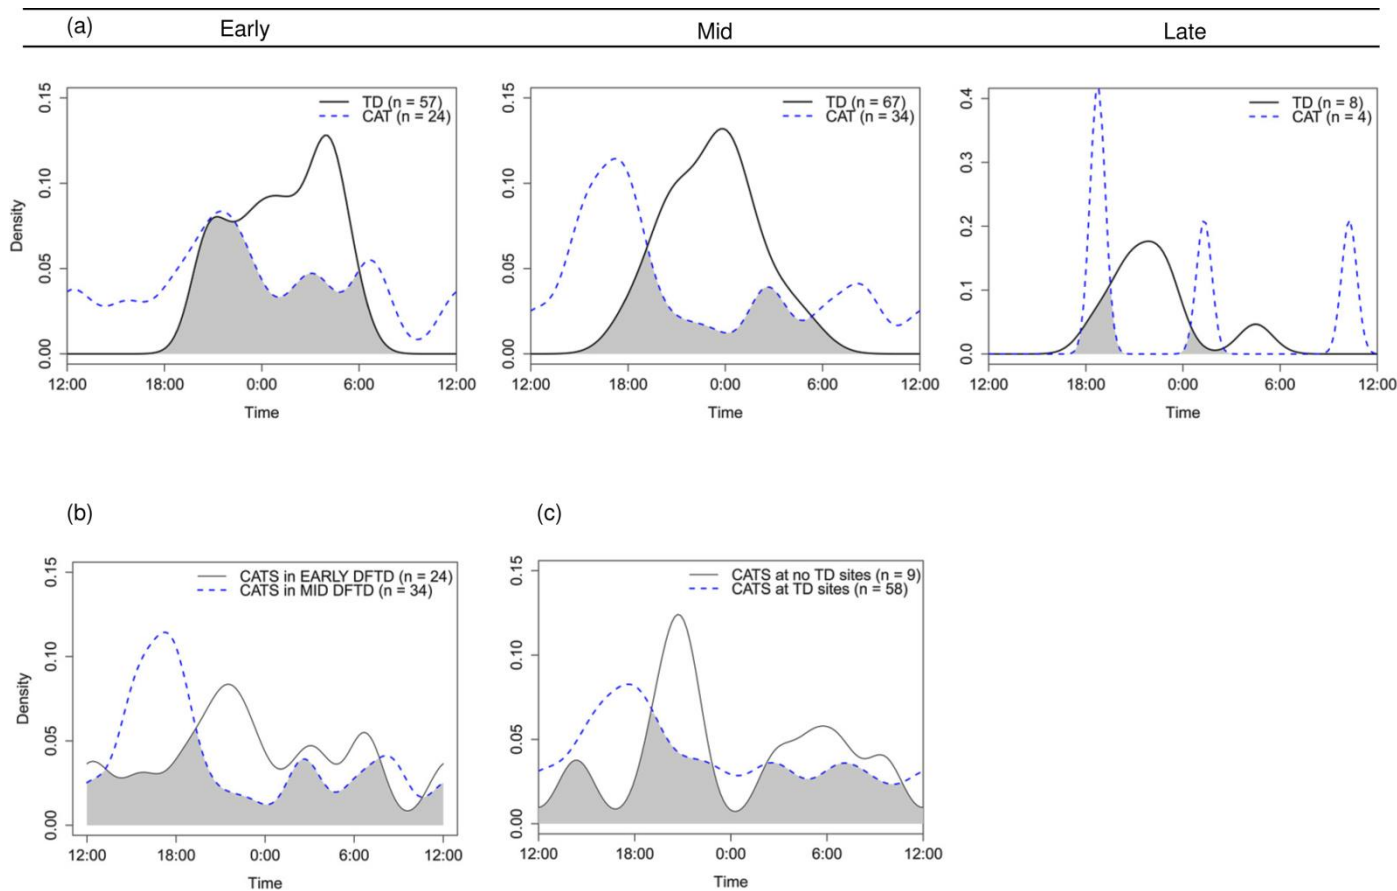 (a)
Early
Mid
Late
TD (n = 57)
CAT (n = 24)
Density
0.15
0.10
0.05
0.00
12:00 18:00 0:00 6:00 12:00
Time
TD (n = 67)
CAT (n = 34)
0.15
0.10
0.05
0.00
12:00 18:00 0:00 6:00 12:00
Time
TD (n = 8)
CAT (n = 4)
0.4
0.3
0.2
0.1
0.0
12:00 18:00 0:00 6:00 12:00
Time
(b)
CATS in EARLY DFTD (n = 24)
CATS in MID DFTD (n = 34)
Density
0.15
0.10
0.05
0.00
12:00 18:00 0:00 6:00 12:00
Time
(c)
CATS at no TD sites (n = 9)
CATS at TD sites (n = 58)
0.15
0.10
0.05
0.00
12:00 18:00 0:00 6:00 12:00
Time